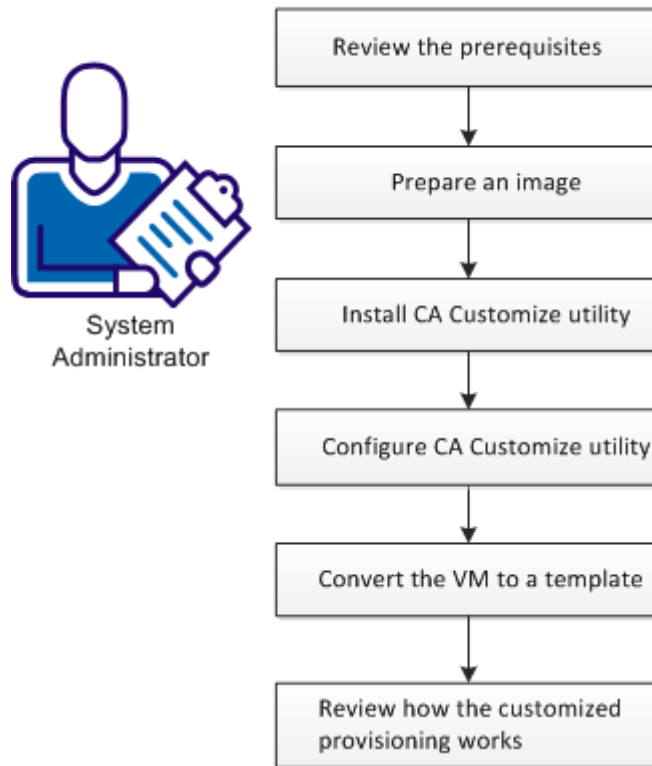 Review the prerequisites
Prepare an image
System
Administrator
Install CA Customize utility
Configure CA Customize utility
Convert the VM to a template
Review how the customized
provisioning works